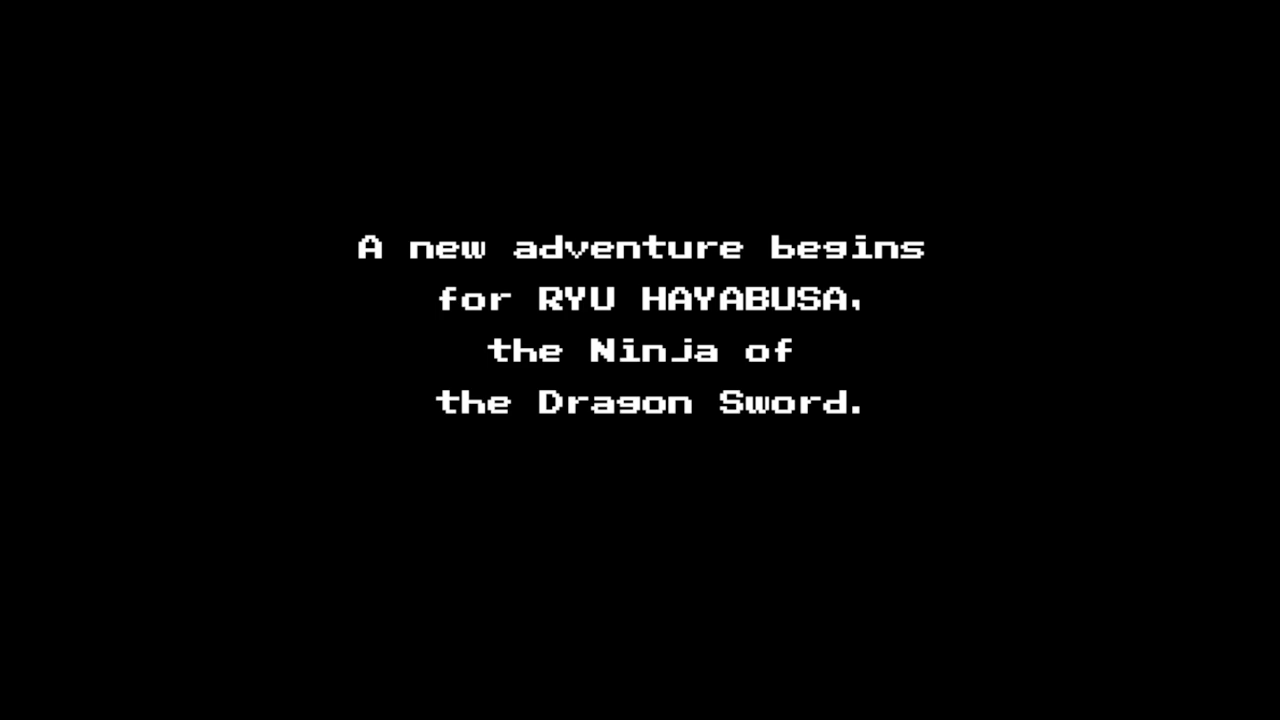 A new adventure begins
for RYU HAYABUSA,
the Ninja of
the Dragon Sword.